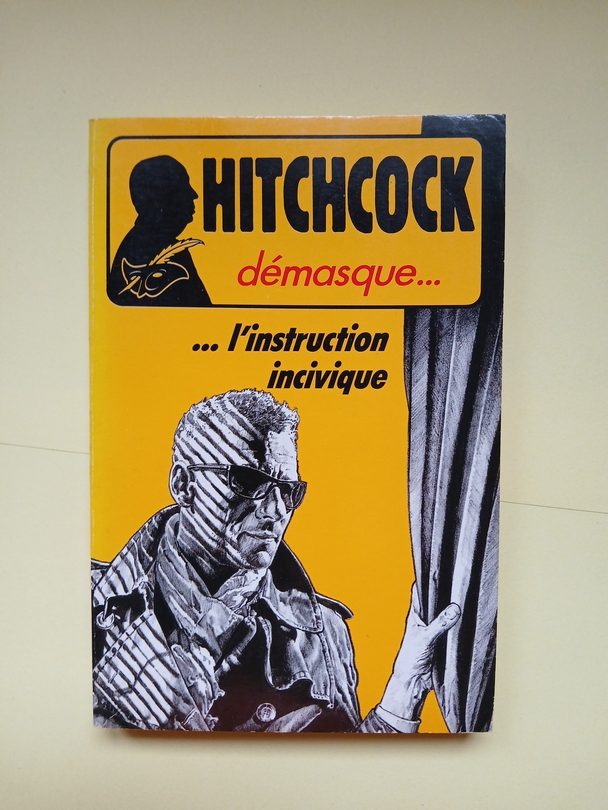 HITCHCOCK
démasque...
... l'instruction
incivique